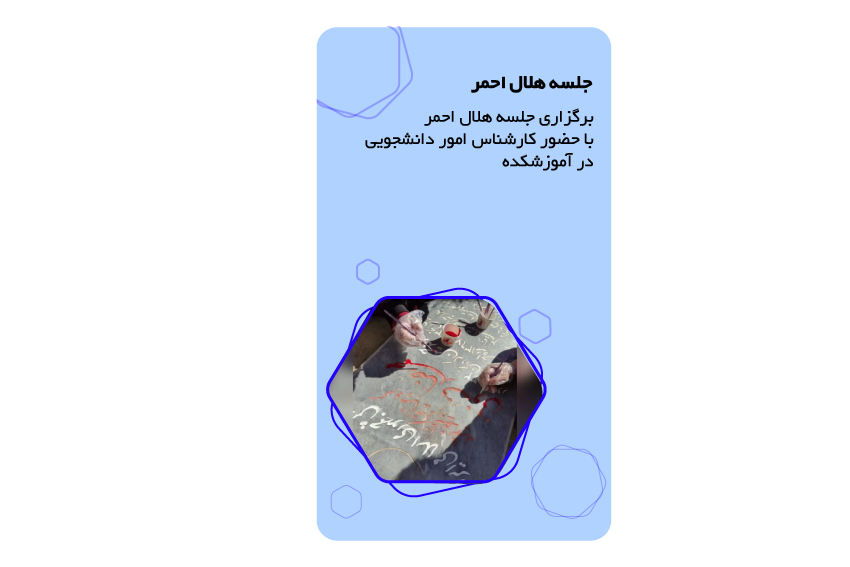 جلسه هلال احمر
برگزاری جلسه هلال احمر
با حضور کارشناس امور دانشجویی
در آموزشکده